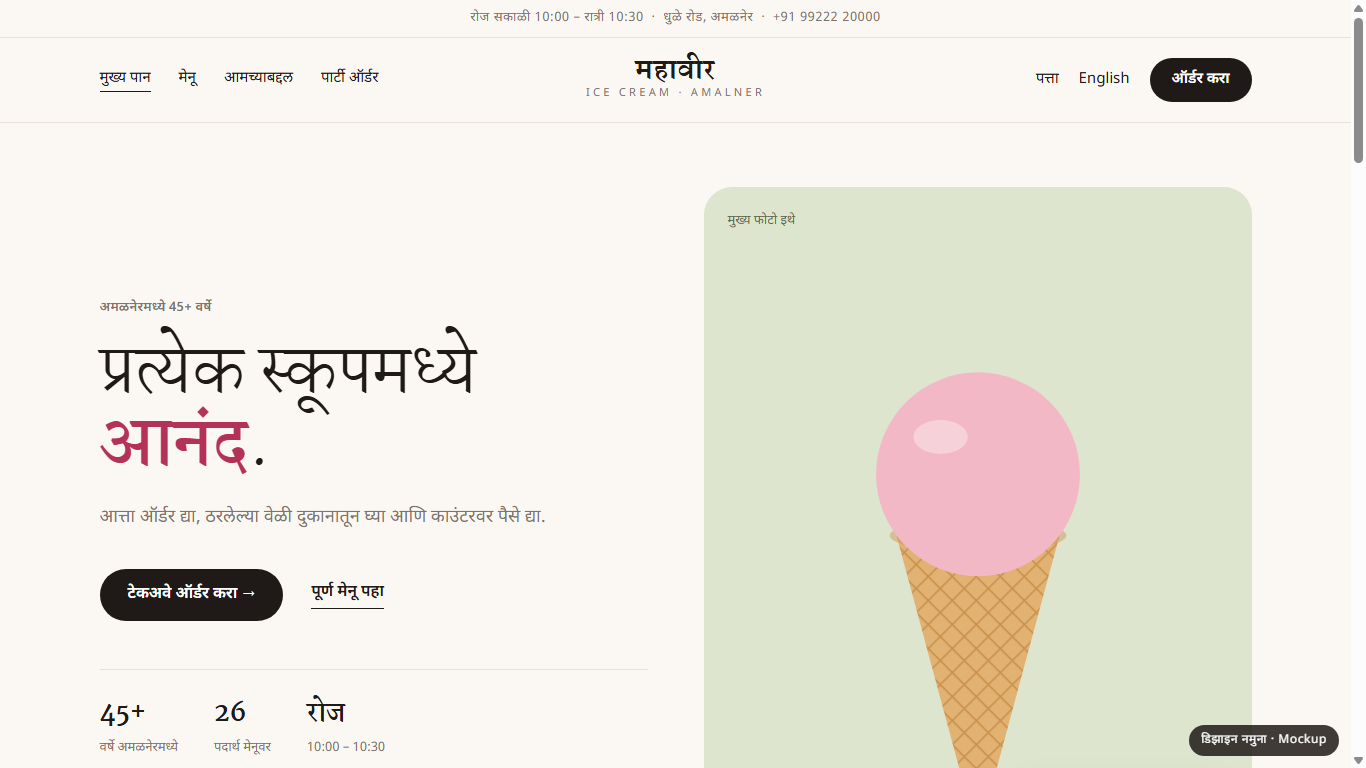 रोज सकाळी 10:00 – रात्री 10:30 · धुळे रोड, अमळनेर · +91 99222 20000
मुख्य पान मेनू आमच्याबद्दल पार्टी ऑर्डर
महावीर
ICE CREAM · AMALNER
पत्ता English ऑर्डर करा
मुख्य फोटो इथे
अमळनेरमध्ये 45+ वर्षे
प्रत्येक स्कूपमध्ये
आनंद.
आत्ता ऑर्डर द्या, ठरलेल्या वेळी दुकानातून घ्या आणि काउंटरवर पैसे द्या.
टेकअवे ऑर्डर करा → पूर्ण मेनू पहा
45+ 26 रोज
वर्षे अमळनेरमध्ये पदार्थ मेनूवर 10:00 – 10:30
डिझाइन नमुना · Mockup